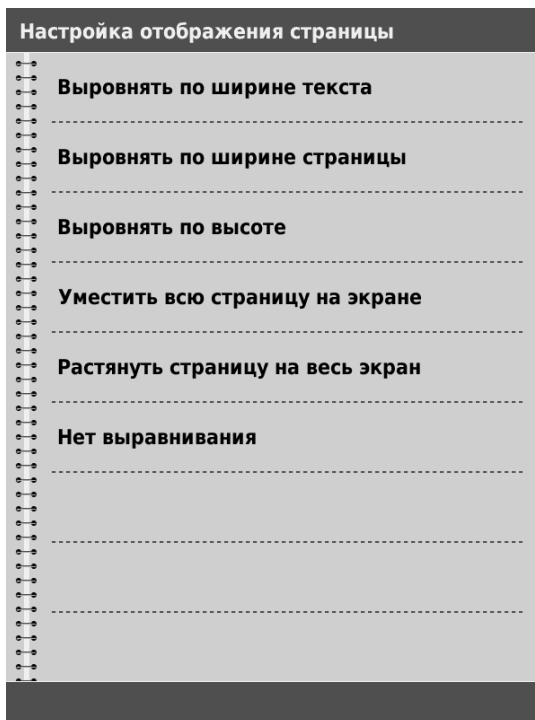 Настройка отображения страницы
Выровнять по ширине текста
Выровнять по ширине страницы
Выровнять по высоте
Уместить всю страницу на экране
Растянуть страницу на весь экран
Нет выравнивания